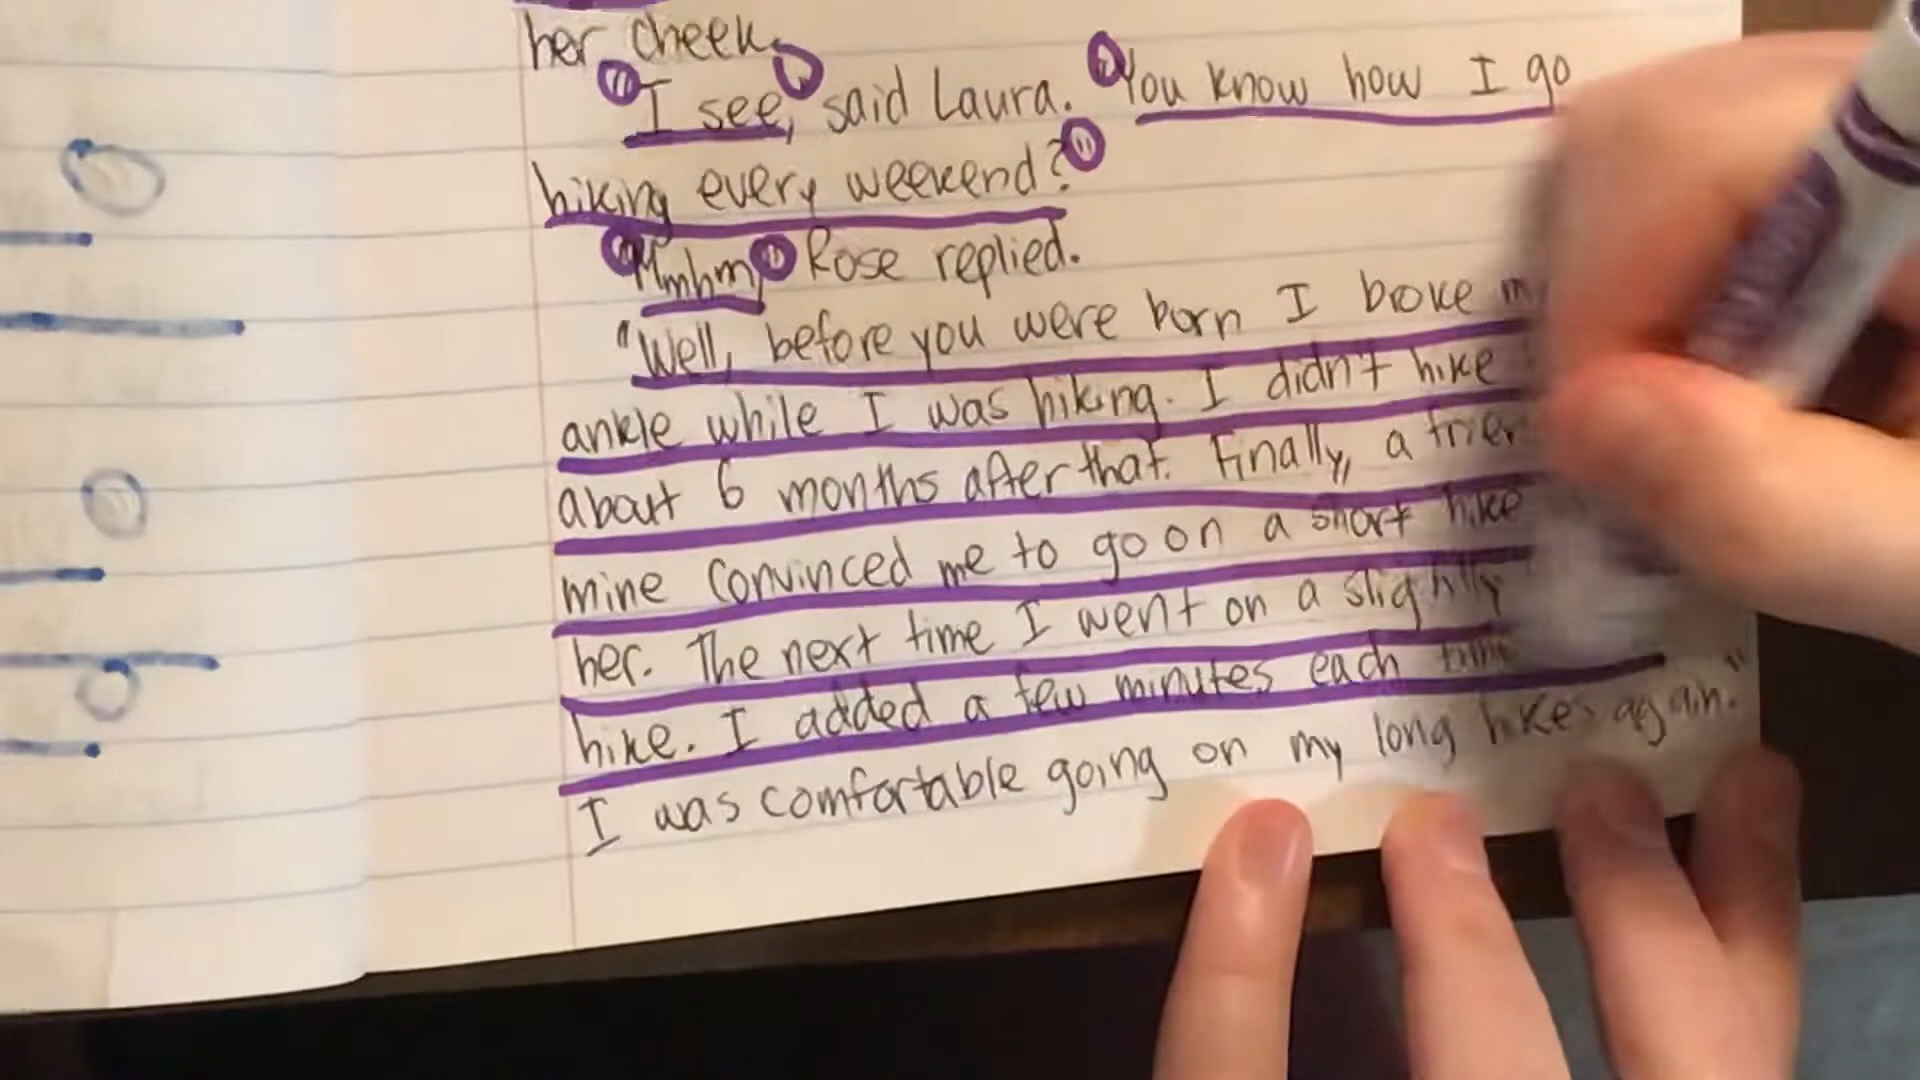 her cheek.
"I see," said Laura. "You know how I go
hiking every weekend?"
"Mmhm," Rose replied.
"Well, before you were born I broke
ankle while I was hiking. I didn't hike
about 6 months after that. Finally, a
mine convinced me to go on a short hike
her. The next time I went on a slightly
hike. I added a few minutes each time
I was comfortable going on my long hikes again."